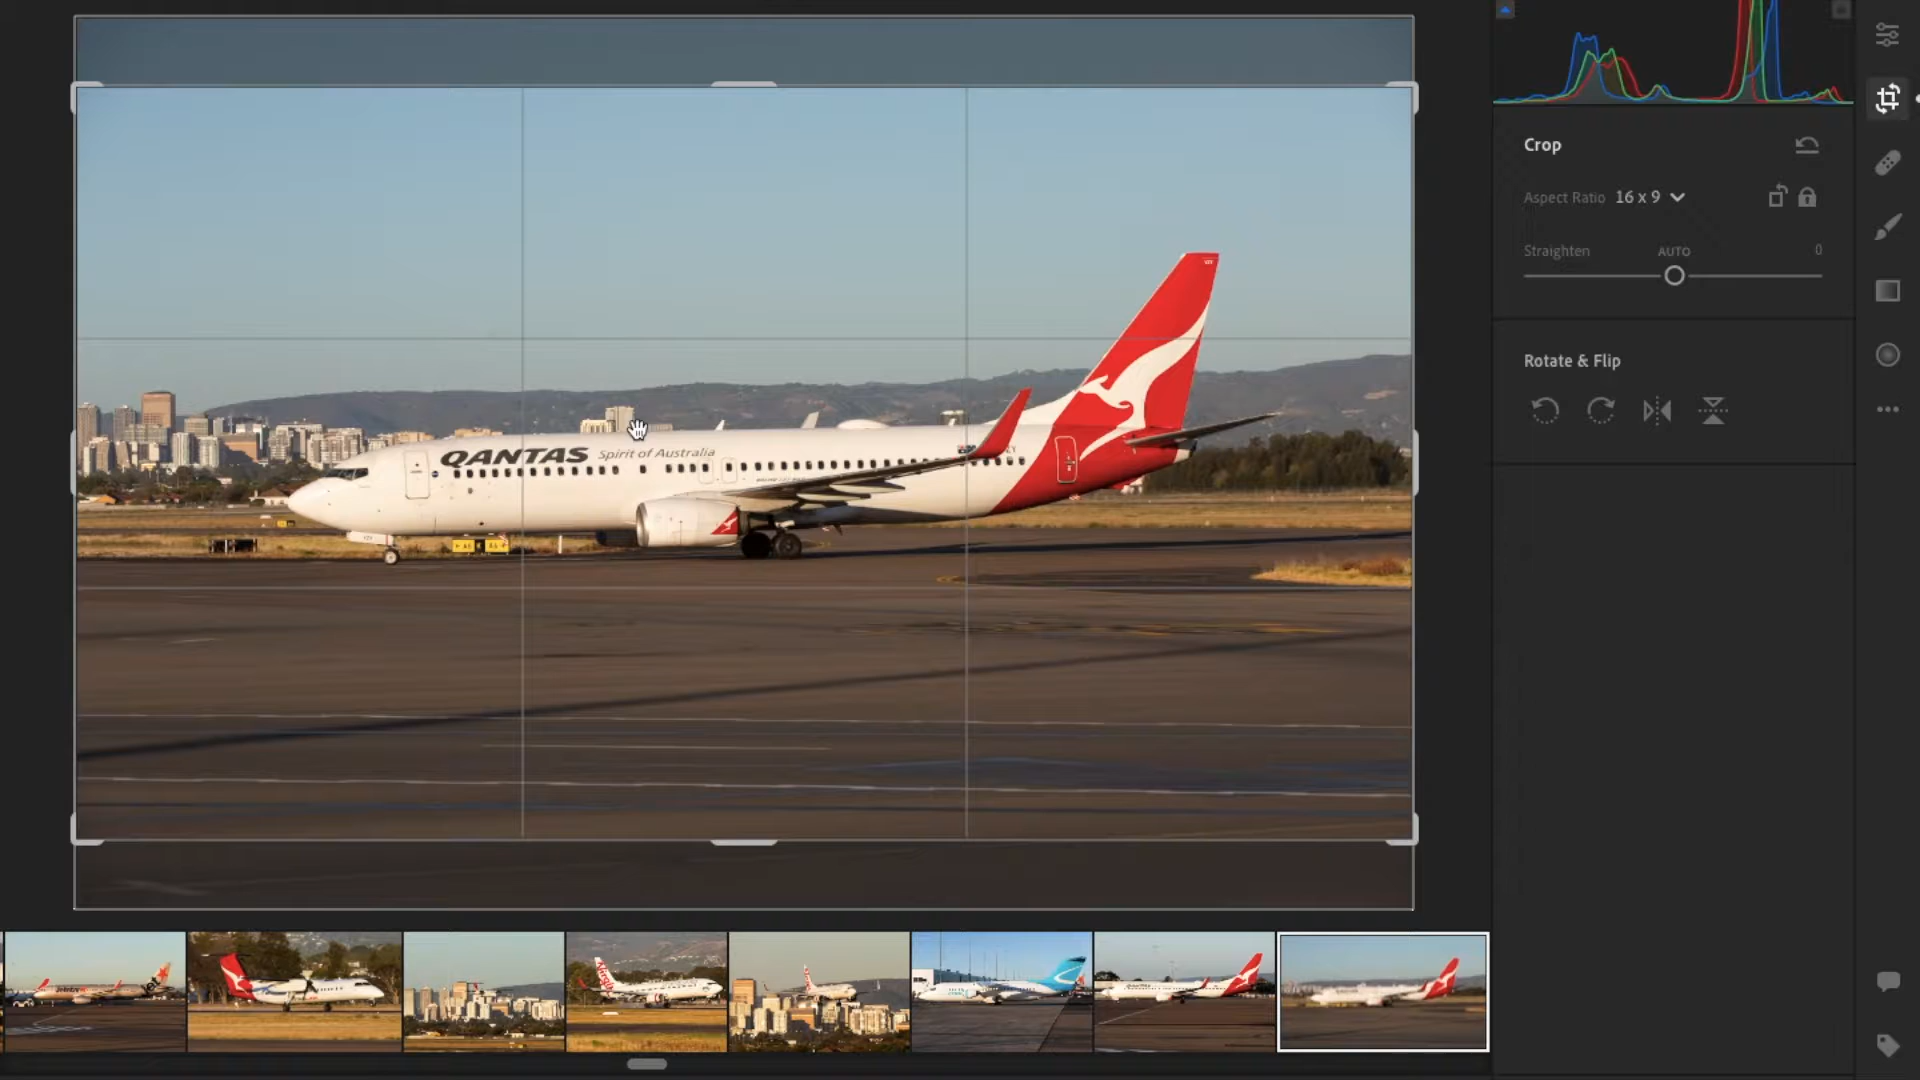 Crop
Aspect Ratio 16 x 9
Straighten AUTO 0
Rotate & Flip
QANTAS Spirit of Australia